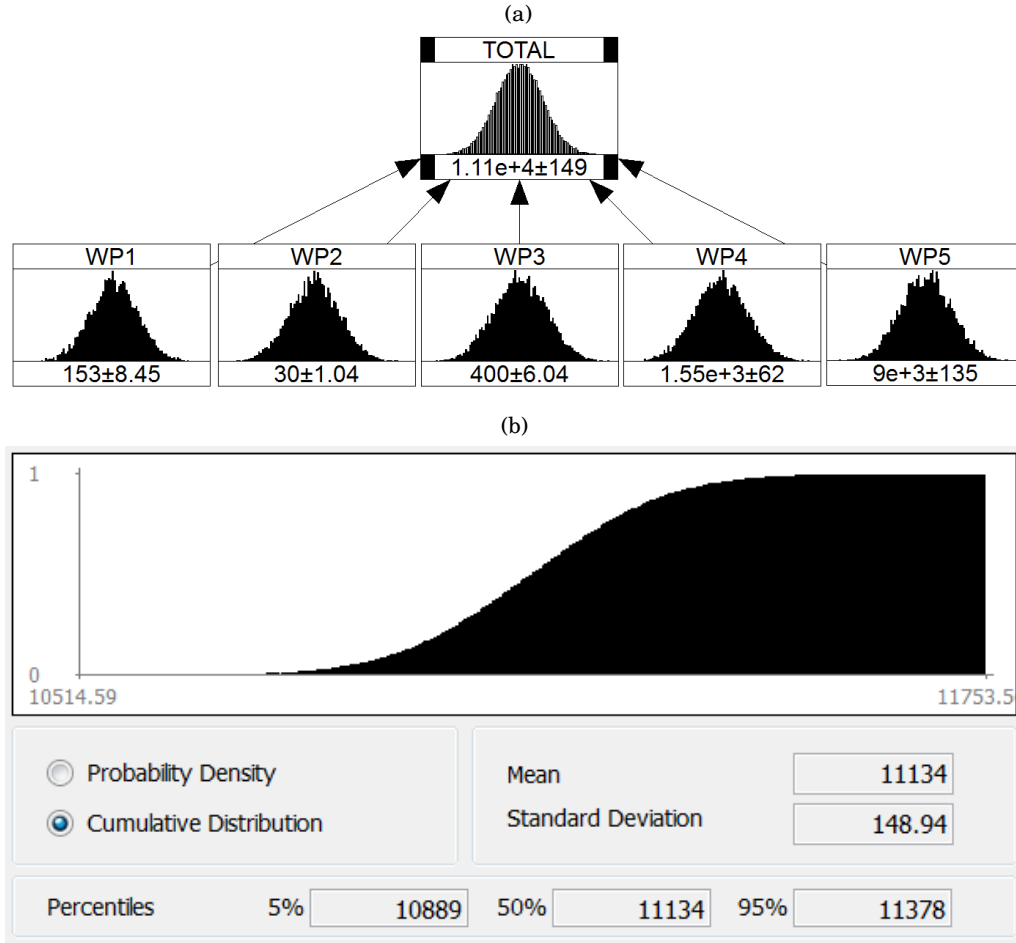 (a)
TOTAL
1.11e+4±149
WP1 WP2 WP3 WP4 WP5
153±8.45 30±1.04 400±6.04 1.55e+3±62 9e+3±135
(b)
1
0
10514.59 11753.5
Probability Density
Cumulative Distribution
Mean 11134
Standard Deviation 148.94
Percentiles 5% 10889 50% 11134 95% 11378